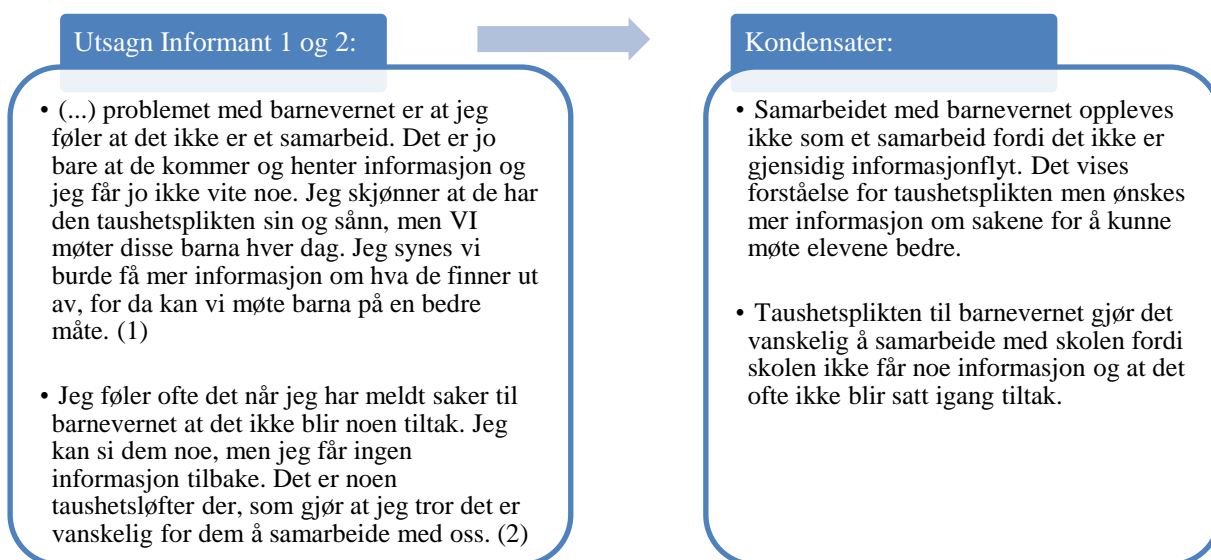 Utsagn Informant 1 og 2:
• (...) problemet med barnevernet er at jeg
føler at det ikke er et samarbeid. Det er jo
bare at de kommer og henter informasjon og
jeg får jo ikke vite noe. Jeg skjønner at de har
den taushetsplikten sin og sånn, men VI
møter disse barna hver dag. Jeg synes vi
burde få mer informasjon om hva de finner ut
av, for da kan vi møte barna på en bedre
måte. (1)
• Jeg føler ofte det når jeg har meldt saker til
barnevernet at det ikke blir noen tiltak. Jeg
kan si dem noe, men jeg får ingen
informasjon tilbake. Det er noen
taushetsløfter der, som gjør at jeg tror det er
vanskelig for dem å samarbeide med oss. (2)
Kondensater:
• Samarbeidet med barnevernet oppleves
ikke som et samarbeid fordi det ikke er
gjensidig informasjonflyt. Det vises
forståelse for taushetsplikten men ønskes
mer informasjon om sakene for å kunne
møte elevene bedre.
• Taushetsplikten til barnevernet gjør det
vanskelig å samarbeide med skolen fordi
skolen ikke får noe informasjon og at det
ofte ikke blir satt igang tiltak.